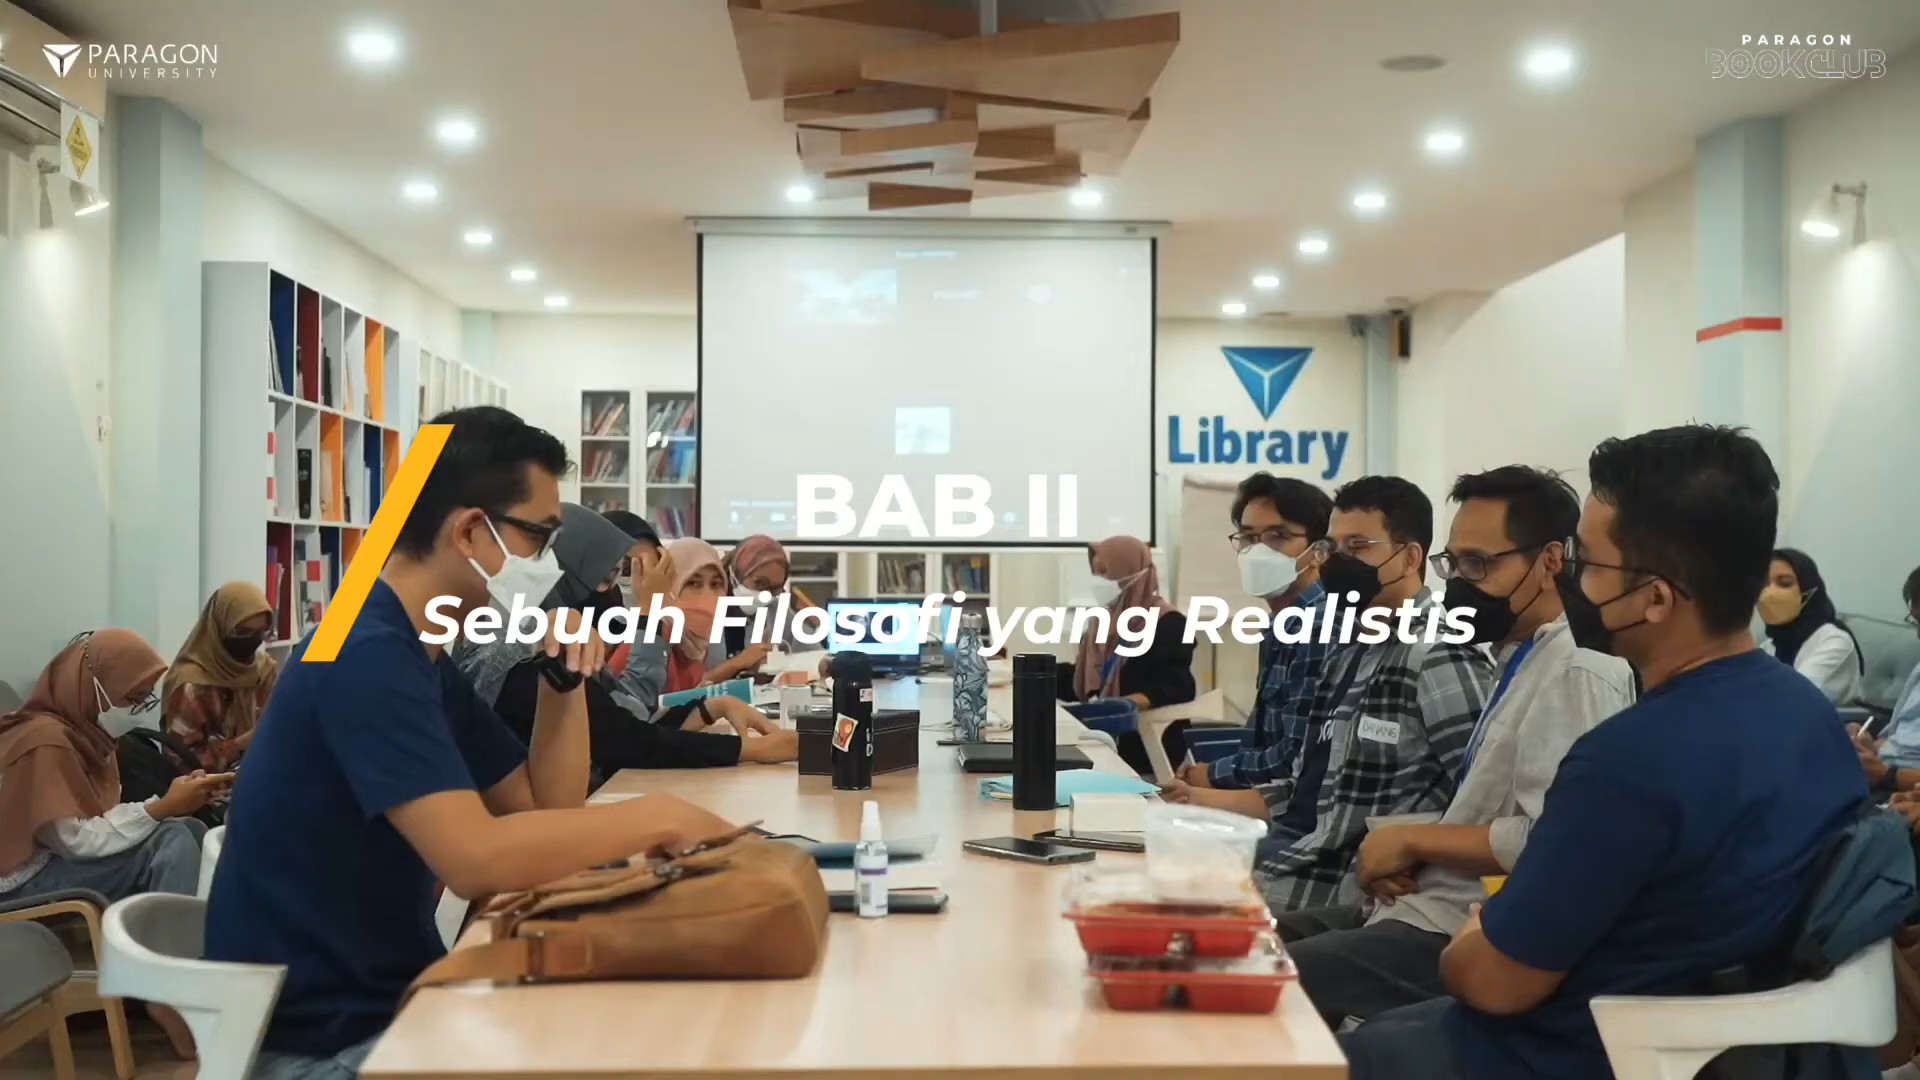 PARAGON
UNIVERSITY
PARAGON
BOOKCLUB
Library
BAB II
Sebuah Filosofi yang Realistis